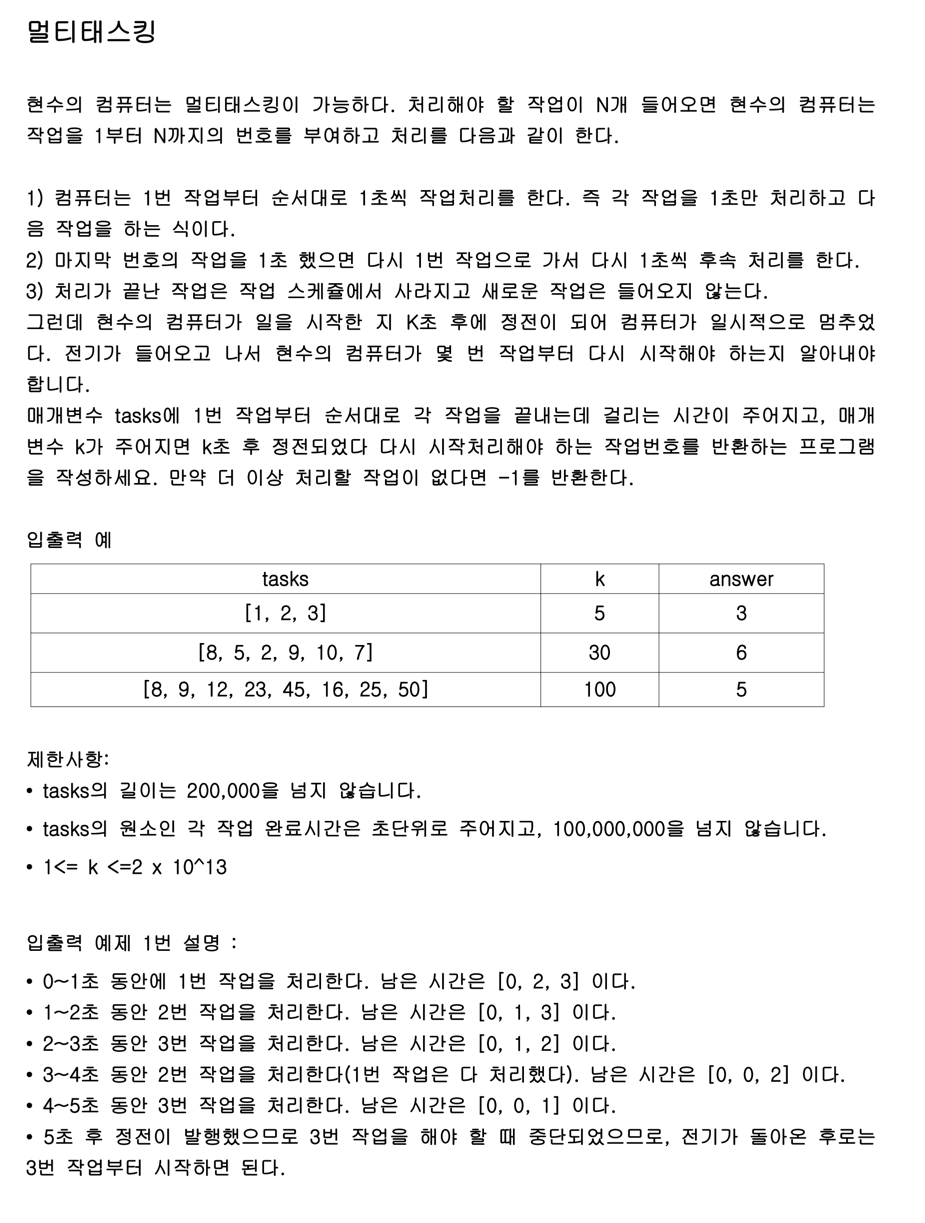 멀티태스킹
현수의 컴퓨터는 멀티태스킹이 가능하다. 처리해야 할 작업이 N개 들어오면 현수의 컴퓨터는
작업을 1부터 N까지의 번호를 부여하고 처리를 다음과 같이 한다.
1) 컴퓨터는 1번 작업부터 순서대로 1초씩 작업처리를 한다. 즉 각 작업을 1초만 처리하고 다
음 작업을 하는 식이다.
2) 마지막 번호의 작업을 1초 했으면 다시 1번 작업으로 가서 다시 1초씩 후속 처리를 한다.
3) 처리가 끝난 작업은 작업 스케쥴에서 사라지고 새로운 작업은 들어오지 않는다.
그런데 현수의 컴퓨터가 일을 시작한 지 K초 후에 정전이 되어 컴퓨터가 일시적으로 멈추었
다. 전기가 들어오고 나서 현수의 컴퓨터가 몇 번 작업부터 다시 시작해야 하는지 알아내야
합니다.
매개변수 tasks에 1번 작업부터 순서대로 각 작업을 끝내는데 걸리는 시간이 주어지고, 매개
변수 k가 주어지면 k초 후 정전되었다 다시 시작처리해야 하는 작업번호를 반환하는 프로그램
을 작성하세요. 만약 더 이상 처리할 작업이 없다면 -1를 반환한다.
입출력 예
tasks k answer
[1, 2, 3] 5 3
[8, 5, 2, 9, 10, 7] 30 6
[8, 9, 12, 23, 45, 16, 25, 50] 100 5
제한사항:
• tasks의 길이는 200,000을 넘지 않습니다.
• tasks의 원소인 각 작업 완료시간은 초단위로 주어지고, 100,000,000을 넘지 않습니다.
• 1<= k <=2 x 10^13
입출력 예제 1번 설명 :
• 0~1초 동안에 1번 작업을 처리한다. 남은 시간은 [0, 2, 3] 이다.
• 1~2초 동안 2번 작업을 처리한다. 남은 시간은 [0, 1, 3] 이다.
• 2~3초 동안 3번 작업을 처리한다. 남은 시간은 [0, 1, 2] 이다.
• 3~4초 동안 2번 작업을 처리한다(1번 작업은 다 처리했다). 남은 시간은 [0, 0, 2] 이다.
• 4~5초 동안 3번 작업을 처리한다. 남은 시간은 [0, 0, 1] 이다.
• 5초 후 정전이 발행했으므로 3번 작업을 해야 할 때 중단되었으므로, 전기가 돌아온 후로는
3번 작업부터 시작하면 된다.